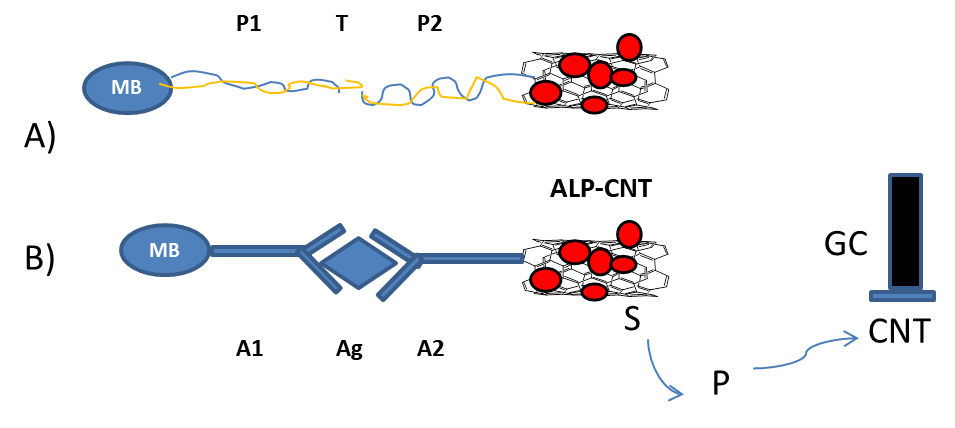 P1 T P2
MB
A)
ALP-CNT
B)
MB
GC
S
CNT
A1 Ag A2
P